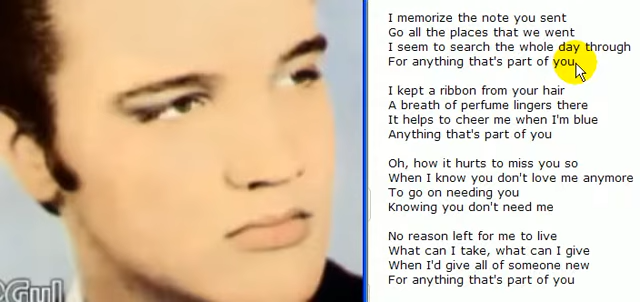 I memorize the note you sent
Go all the places that we went
I seem to search the whole day through
For anything that's part of you
I kept a ribbon from your hair
A breath of perfume lingers there
It helps to cheer me when I'm blue
Anything that's part of you
Oh, how it hurts to miss you so
When I know you don't love me anymore
To go on needing you
Knowing you don't need me
No reason left for me to live
What can I take, what can I give
When I'd give all of someone new
For anything that's part of you
@Gul